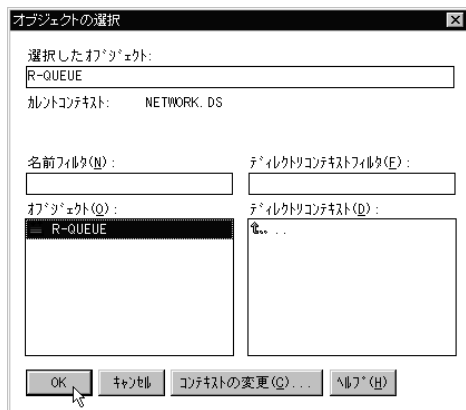 オブジェクトの選択
選択したｵﾌﾞｼﾞｪｸﾄ:
R-QUEUE
ｶﾚﾝﾄｺﾝﾃｷｽﾄ: NETWORK.DS
名前ﾌｨﾙﾀ(N): ﾃﾞｨﾚｸﾄﾘｺﾝﾃｷｽﾄﾌｨﾙﾀ(F):
ｵﾌﾞｼﾞｪｸﾄ(O): ﾃﾞｨﾚｸﾄﾘｺﾝﾃｷｽﾄ(D):
R-QUEUE ..
OK ｷｬﾝｾﾙ ｺﾝﾃｷｽﾄの変更(C)... ﾍﾙﾌﾟ(H)